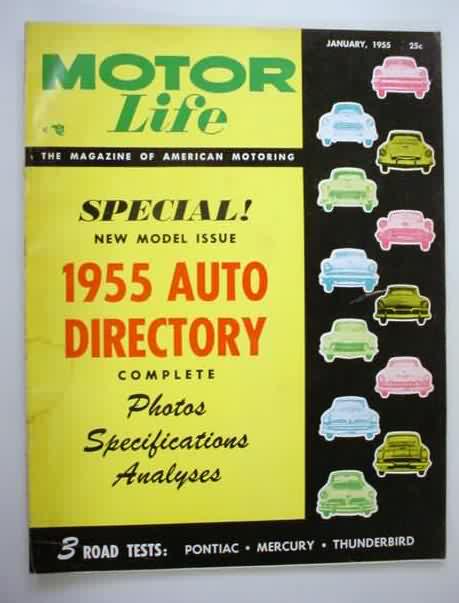 JANUARY, 1955 25c
MOTOR
Life
THE MAGAZINE OF AMERICAN MOTORING
SPECIAL!
NEW MODEL ISSUE
1955 AUTO
DIRECTORY
COMPLETE
Photos
Specifications
Analyses
3 ROAD TESTS: PONTIAC • MERCURY • THUNDERBIRD